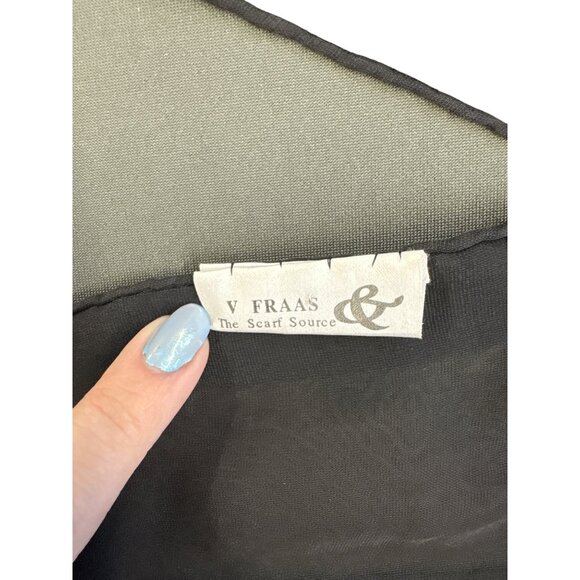 V FRAAS &
The Scarf Source